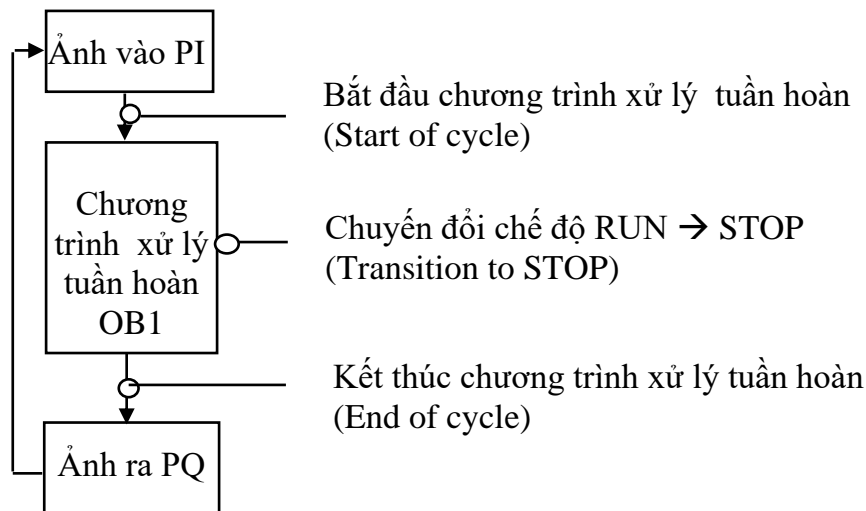 Ảnh vào PI
Bắt đầu chương trình xử lý tuần hoàn
(Start of cycle)
Chương
trình xử lý
tuần hoàn
OB1
Chuyến đổi chế độ RUN → STOP
(Transition to STOP)
Kết thúc chương trình xử lý tuần hoàn
(End of cycle)
Ảnh ra PQ